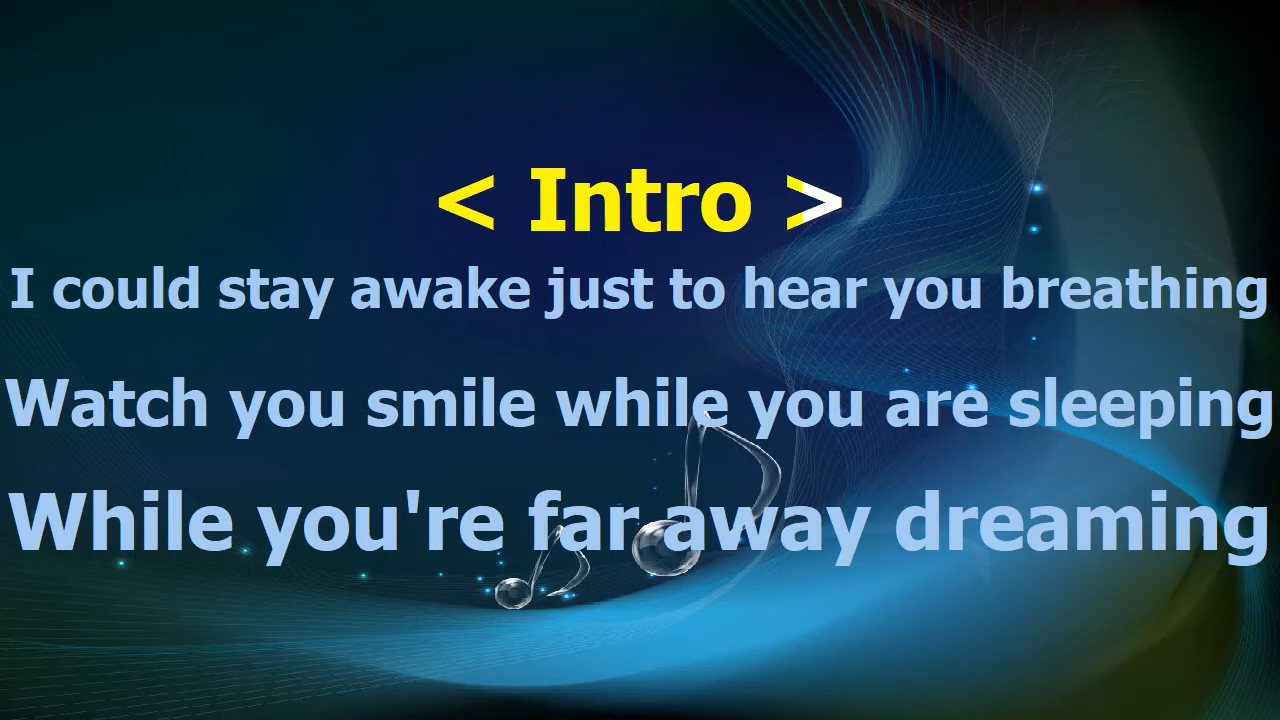 < Intro >
I could stay awake just to hear you breathing
Watch you smile while you are sleeping
While you're far away dreaming